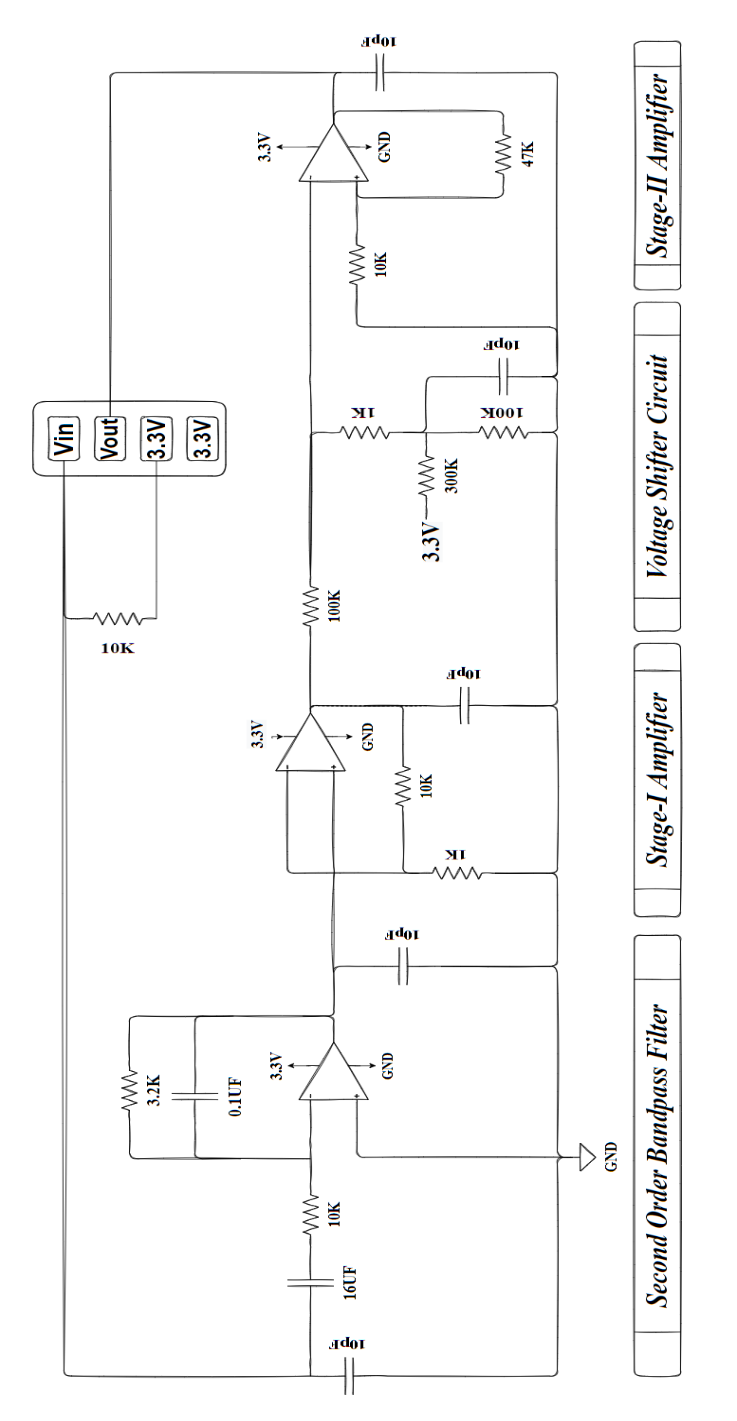 Vin
Vout
3.3V
3.3V
10K
10pF
16UF
10K
3.2K
0.1UF
-
+
3.3V
GND
GND
10pF
-
+
3.3V
GND
10K
1K
10pF
100K
1K
3.3V
300K
100K
10pF
10K
-
+
3.3V
GND
47K
10pF
Second Order Bandpass Filter
Stage-I Amplifier
Voltage Shifter Circuit
Stage-II Amplifier